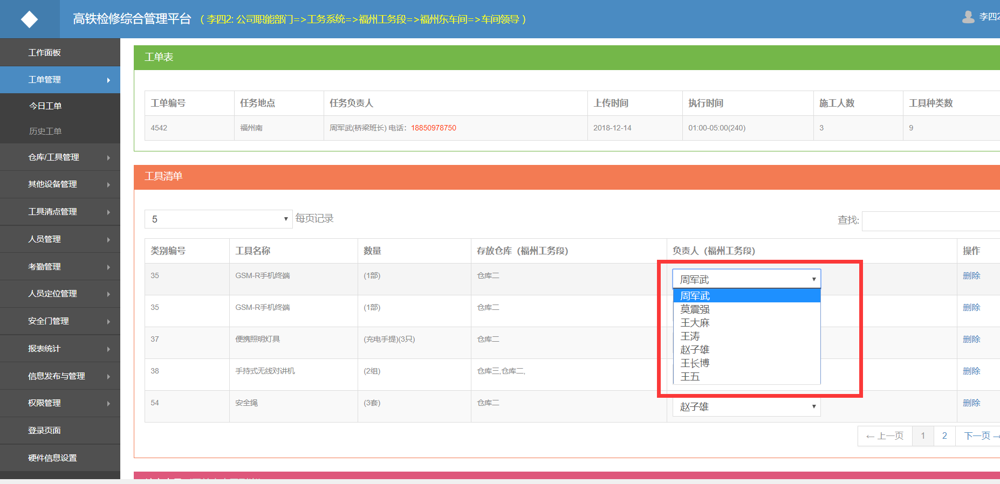 高铁检修综合管理平台 ( 李四2: 公司职能部门=>工务系统=>福州工务段=>福州东车间=>车间领导 )
李四2
工作面板
工单管理
今日工单
历史工单
仓库/工具管理
其他设备管理
工具清点管理
人员管理
考勤管理
人员定位管理
安全门管理
报表统计
信息发布与管理
权限管理
登录页面
硬件信息设置
工单表
工单编号 任务地点 任务负责人 上传时间 执行时间 施工人数 工具种类数
4542 福州南 周军武(桥梁班长) 电话：18850978750 2018-12-14 01:00-05:00(240) 3 9
工具清单
5 每页记录 查找:
类别编号 工具名称 数量 存放仓库（福州工务段） 负责人（福州工务段） 操作
35 GSM-R手机终端 (1部) 仓库二 周军武 删除
周军武
莫震强
王大麻
王涛
赵子雄
王长博
王五
35 GSM-R手机终端 (1部) 仓库二 删除
37 便携照明灯具 (充电手提)(3只) 仓库二 删除
38 手持式无线对讲机 (2组) 仓库三,仓库二, 删除
54 安全绳 (3套) 仓库二 赵子雄 删除
← 上一页 1 2 下一页 →